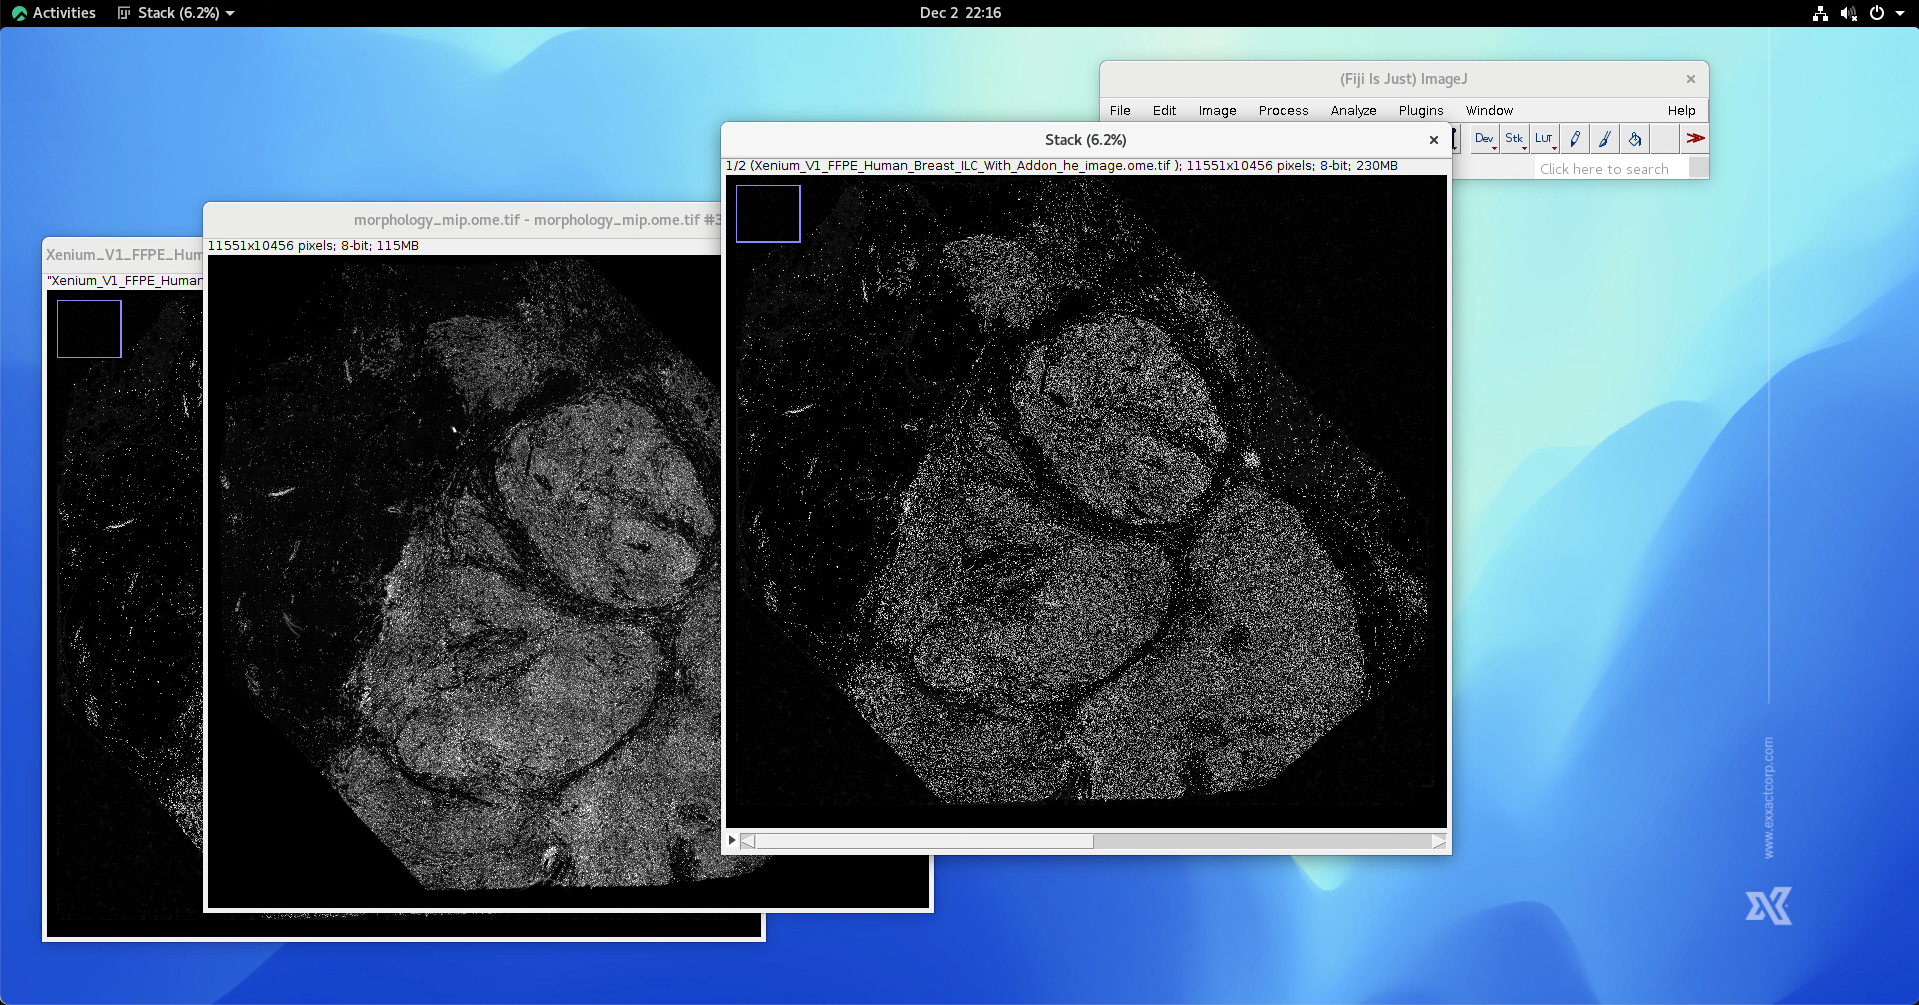 Activities
Stack (6.2%)
Dec 2 22:16
(Fiji Is Just) ImageJ
File Edit Image Process Analyze Plugins Window Help
Dev Stk LUT
Click here to search
Stack (6.2%)
1/2 (Xenium_V1_FFPE_Human_Breast_ILC_With_Addon_he_image.ome.tif ); 11551x10456 pixels; 8-bit; 230MB
morphology_mip.ome.tif - morphology_mip.ome.tif #3
11551x10456 pixels; 8-bit; 115MB
Xenium_V1_FFPE_Hum
"Xenium_V1_FFPE_Human
www.exxactcorp.com